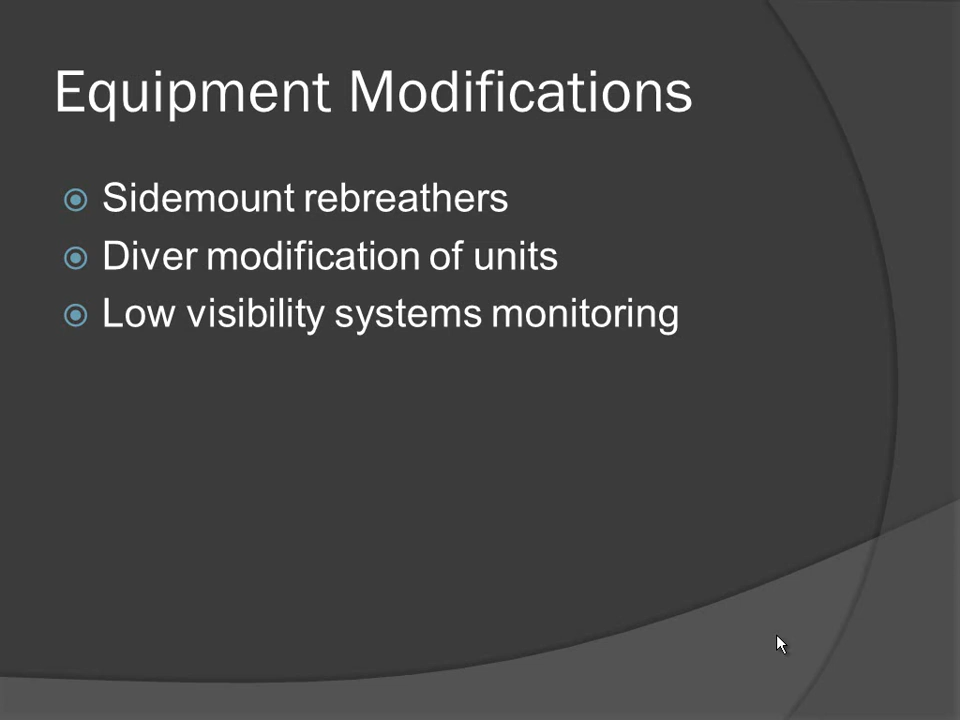 Equipment Modifications
Sidemount rebreathers
Diver modification of units
Low visibility systems monitoring